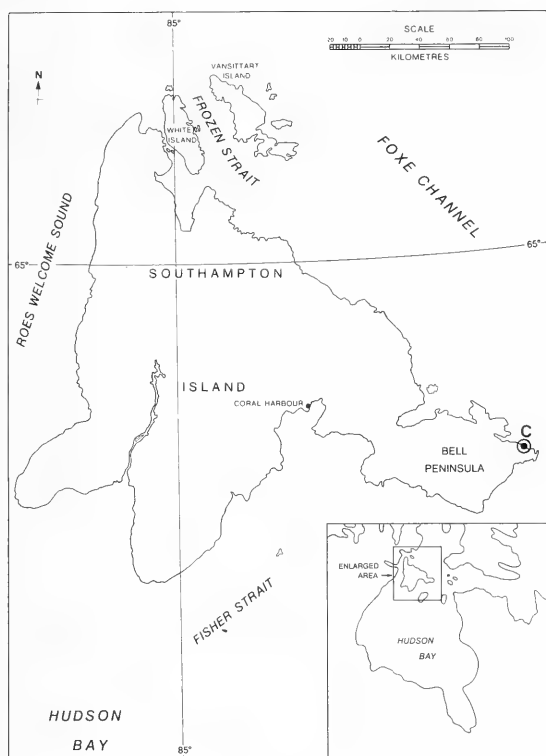 85°
SCALE
20 0 20 40 60 80 100
KILOMETRES
N
VANSITTART
ISLAND
WHITE
ISLAND
FROZEN STRAIT
FOXE CHANNEL
ROES WELCOME SOUND
65°
65°
SOUTHAMPTON
ISLAND
CORAL HARBOUR
C
BELL
PENINSULA
ENLARGED
AREA
FISHER STRAIT
HUDSON
BAY
HUDSON
BAY
85°